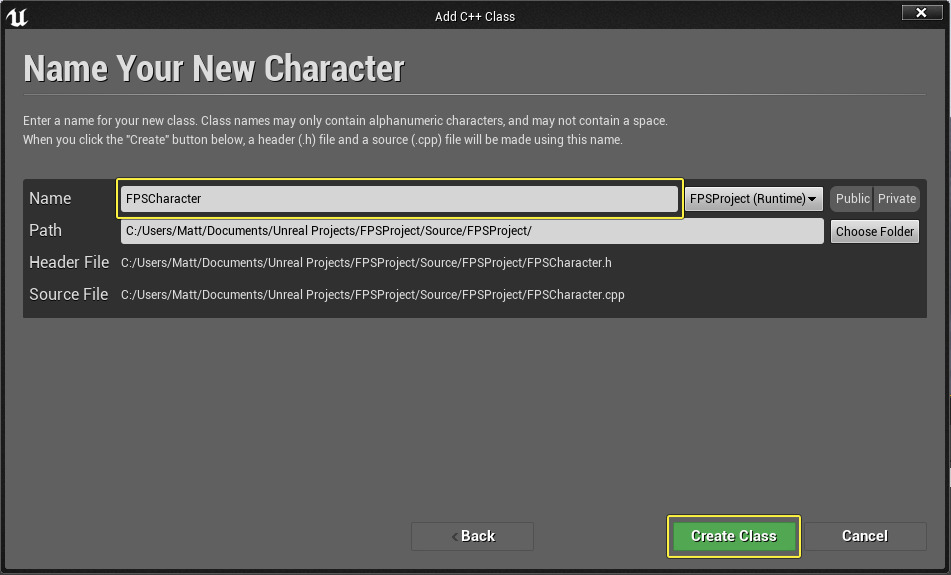 Add C++ Class
Name Your New Character
Enter a name for your new class. Class names may only contain alphanumeric characters, and may not contain a space.
When you click the "Create" button below, a header (.h) file and a source (.cpp) file will be made using this name.
Name FPSCharacter FPSProject (Runtime) Public Private
Path C:/Users/Matt/Documents/Unreal Projects/FPSProject/Source/FPSProject/ Choose Folder
Header File C:/Users/Matt/Documents/Unreal Projects/FPSProject/Source/FPSProject/FPSCharacter.h
Source File C:/Users/Matt/Documents/Unreal Projects/FPSProject/Source/FPSProject/FPSCharacter.cpp
Back Create Class Cancel